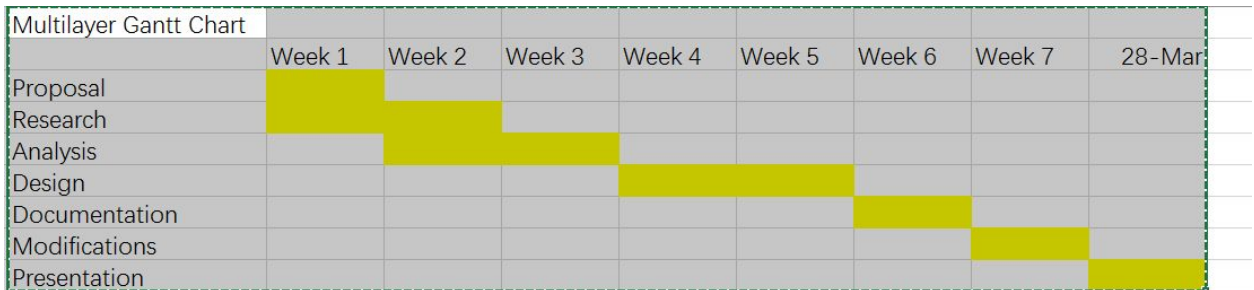 Multilayer Gantt Chart
Week 1 Week 2 Week 3 Week 4 Week 5 Week 6 Week 7 28-Mar
Proposal
Research
Analysis
Design
Documentation
Modifications
Presentation